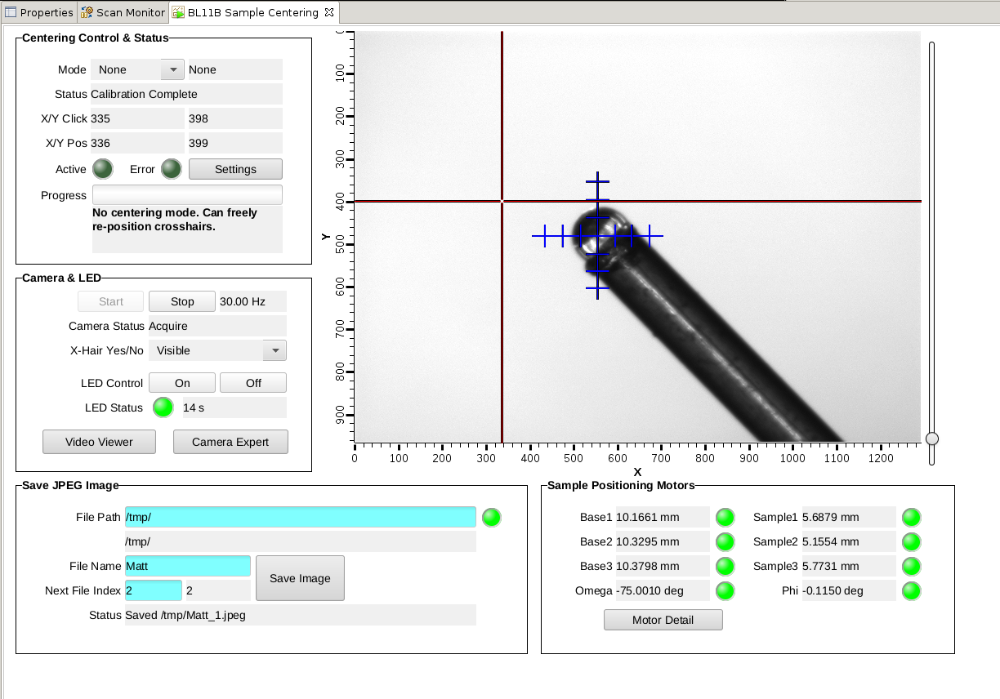 Properties Scan Monitor BL11B Sample Centering
Centering Control & Status
Mode None None
Status Calibration Complete
X/Y Click 335 398
X/Y Pos 336 399
Active Error Settings
Progress
No centering mode. Can freely
re-position crosshairs.
Camera & LED
Start Stop 30.00 Hz
Camera Status Acquire
X-Hair Yes/No Visible
LED Control On Off
LED Status 14 s
Video Viewer Camera Expert
0
100
200
300
400
500
600
700
800
900
Y
0 100 200 300 400 500 600 700 800 900 1000 1100 1200
X
Save JPEG Image
File Path /tmp/
/tmp/
File Name Matt
Save Image
Next File Index 2 2
Status Saved /tmp/Matt_1.jpeg
Sample Positioning Motors
Base1 10.1661 mm Sample1 5.6879 mm
Base2 10.3295 mm Sample2 5.1554 mm
Base3 10.3798 mm Sample3 5.7731 mm
Omega -75.0010 deg Phi -0.1150 deg
Motor Detail